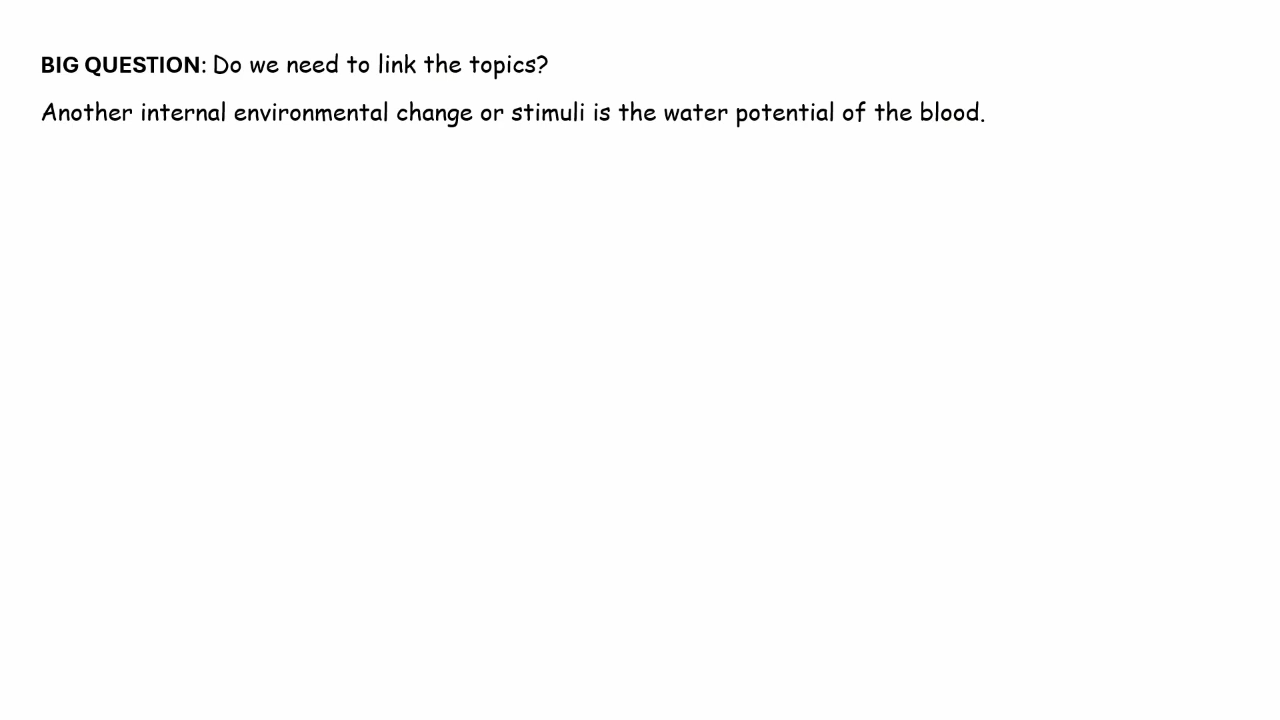 BIG QUESTION: Do we need to link the topics?
Another internal environmental change or stimuli is the water potential of the blood.